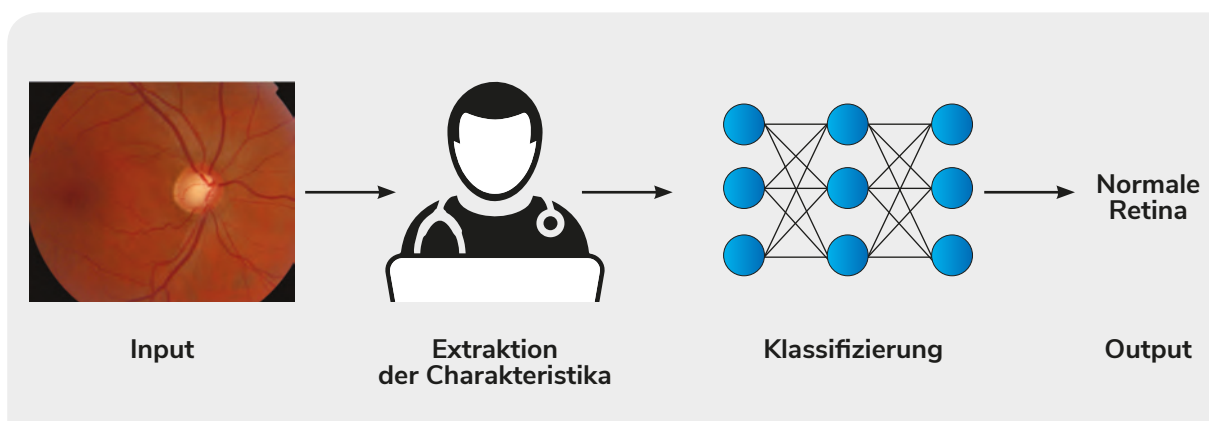 Normale
Retina
Input
Extraktion
der Charakteristika
Klassifizierung
Output